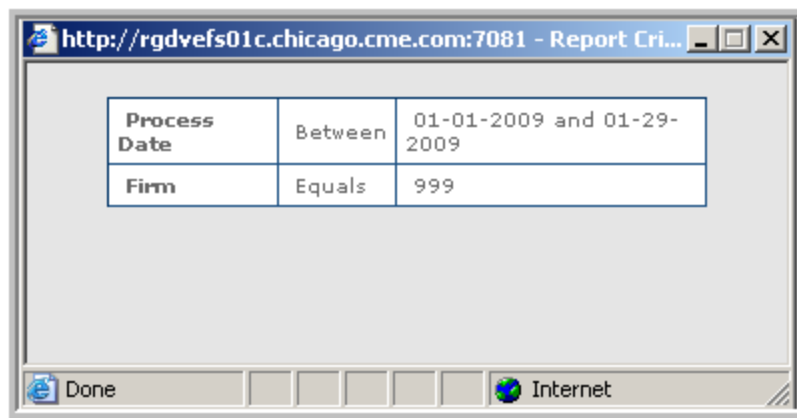 http://rgdvefs01c.chicago.cme.com:7081 - Report Cri...
Process Date
Between
01-01-2009 and 01-29-
2009
Firm
Equals
999
Done
Internet